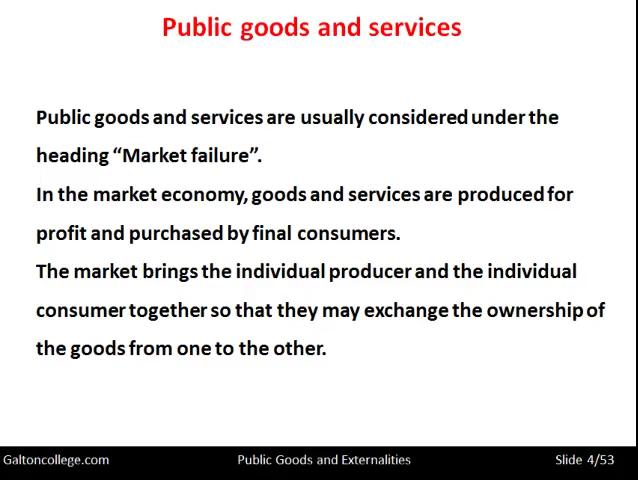 Public goods and services
Public goods and services are usually considered under the
heading “Market failure”.
In the market economy, goods and services are produced for
profit and purchased by final consumers.
The market brings the individual producer and the individual
consumer together so that they may exchange the ownership of
the goods from one to the other.
Galtoncollege.com Public Goods and Externalities Slide 4/53